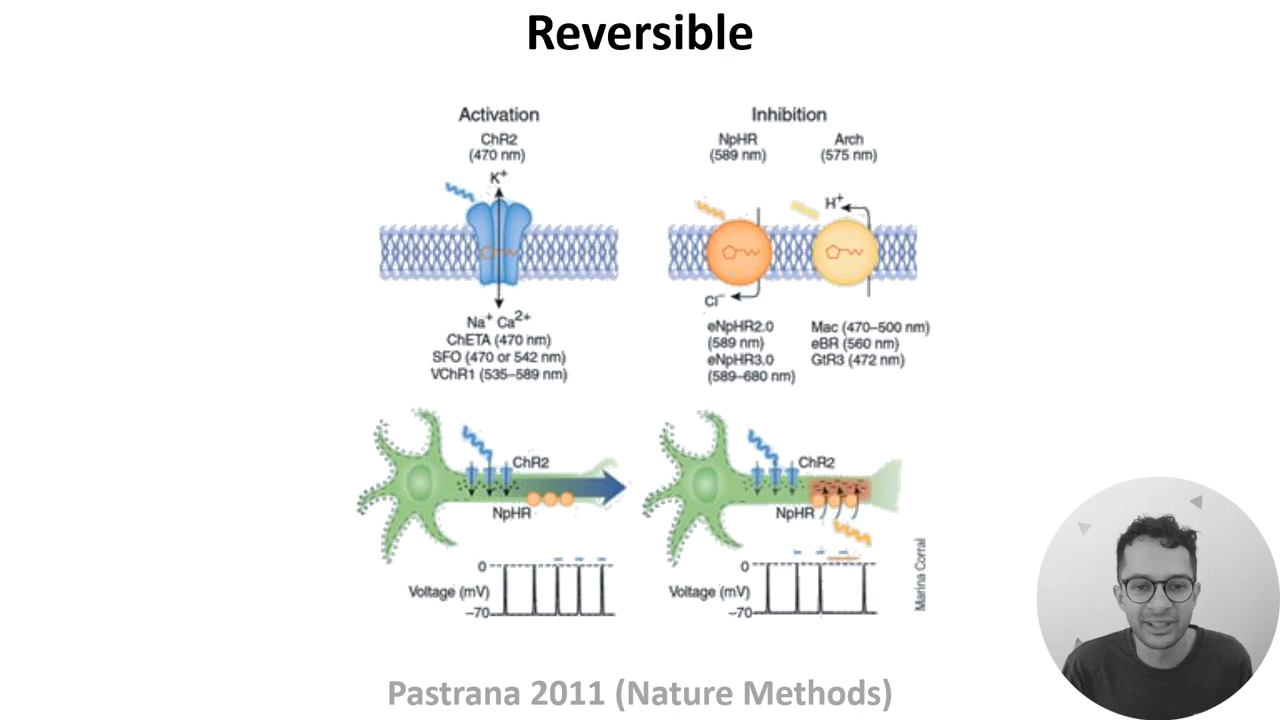 Reversible
Activation
ChR2
(470 nm)
K+
Na+ Ca2+
ChETA (470 nm)
SFO (470 or 542 nm)
VChR1 (535–589 nm)
Inhibition
NpHR
(589 nm)
Arch
(575 nm)
H+
Cl–
eNpHR2.0
(589 nm)
eNpHR3.0
(589–680 nm)
Mac (470–500 nm)
eBR (560 nm)
GtR3 (472 nm)
ChR2
NpHR
0
Voltage (mV)
–70
ChR2
NpHR
0
Voltage (mV)
–70
Marina Corral
Pastrana 2011 (Nature Methods)